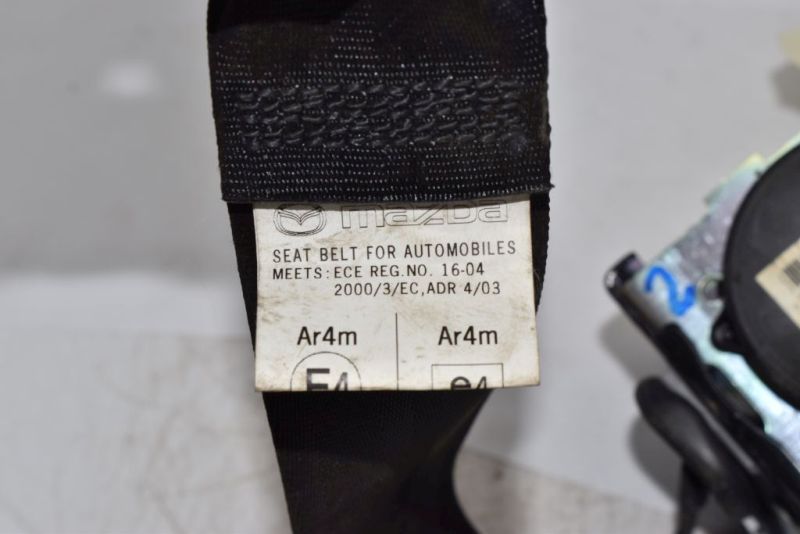 mazda
SEAT BELT FOR AUTOMOBILES
MEETS: ECE REG.NO. 16-04
2000/3/EC, ADR 4/03
Ar4m Ar4m
E4 e4
2